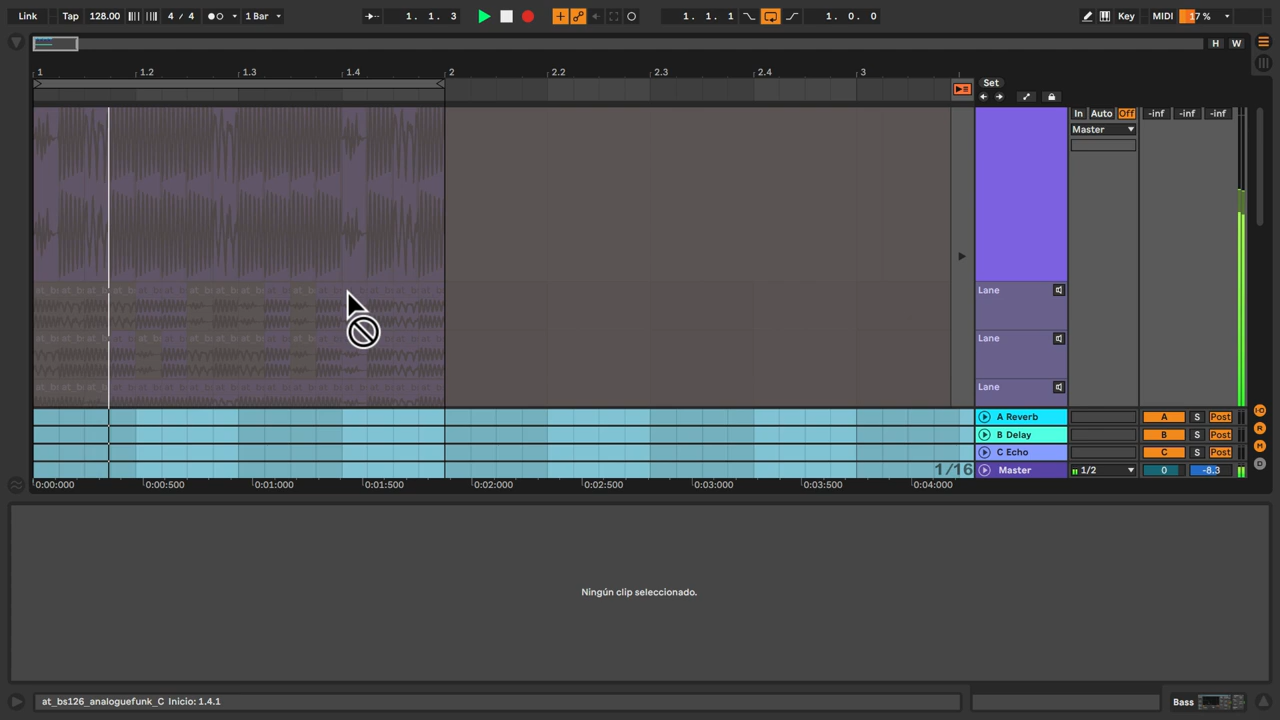 Link Tap 128.00 4 / 4 1 Bar 1. 1. 3 1. 1. 1 1. 0. 0 Key MIDI 17 %
H W
1 1.2 1.3 1.4 2 2.2 2.3 2.4 3
Set
In Auto Off -inf -inf -inf
Master
Lane
Lane
Lane
A Reverb A S Post
B Delay B S Post
C Echo C S Post
1/16 Master 1/2 0 -8.3
0:00:000 0:00:500 0:01:000 0:01:500 0:02:000 0:02:500 0:03:000 0:03:500 0:04:000
I·O
R
M
D
Ningún clip seleccionado.
at_bs126_analoguefunk_C Inicio: 1.4.1 Bass